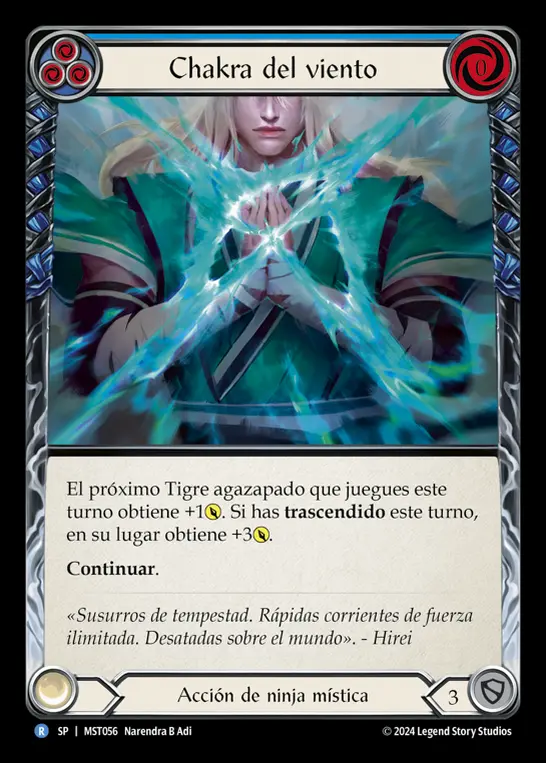 Chakra del viento
0
El próximo Tigre agazapado que juegues este
turno obtiene +1. Si has trascendido este turno,
en su lugar obtiene +3.
Continuar.
«Susurros de tempestad. Rápidas corrientes de fuerza
ilimitada. Desatadas sobre el mundo». - Hirei
Acción de ninja mística
3
R SP | MST056 Narendra B Adi
© 2024 Legend Story Studios